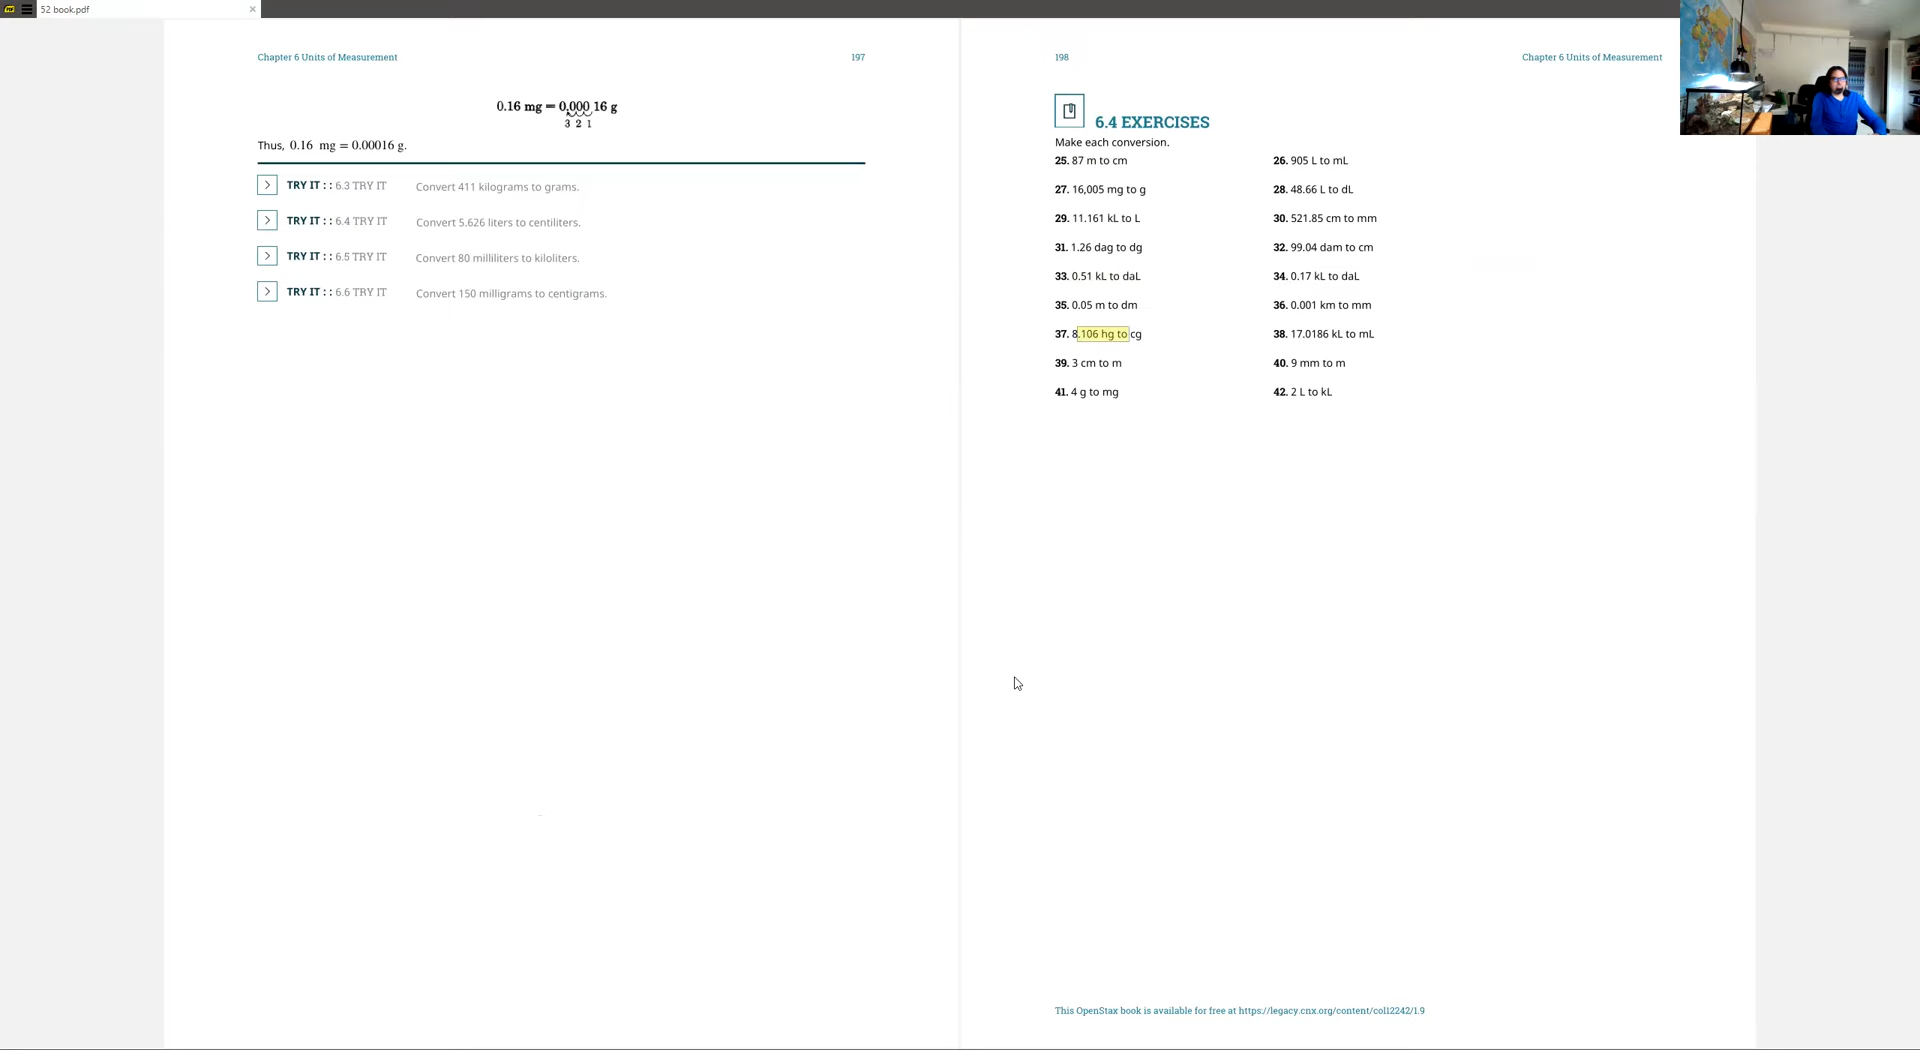 52 book.pdf
Chapter 6 Units of Measurement 197
0.16 mg = 0.000 16 g
3 2 1
Thus, 0.16 mg = 0.00016 g.
TRY IT : : 6.3 TRY IT Convert 411 kilograms to grams.
TRY IT : : 6.4 TRY IT Convert 5.626 liters to centiliters.
TRY IT : : 6.5 TRY IT Convert 80 milliliters to kiloliters.
TRY IT : : 6.6 TRY IT Convert 150 milligrams to centigrams.
198 Chapter 6 Units of Measurement
6.4 EXERCISES
Make each conversion.
25. 87 m to cm 26. 905 L to mL
27. 16,005 mg to g 28. 48.66 L to dL
29. 11.161 kL to L 30. 521.85 cm to mm
31. 1.26 dag to dg 32. 99.04 dam to cm
33. 0.51 kL to daL 34. 0.17 kL to daL
35. 0.05 m to dm 36. 0.001 km to mm
37. 8.106 hg to cg 38. 17.0186 kL to mL
39. 3 cm to m 40. 9 mm to m
41. 4 g to mg 42. 2 L to kL
This OpenStax book is available for free at https://legacy.cnx.org/content/col12242/1.9